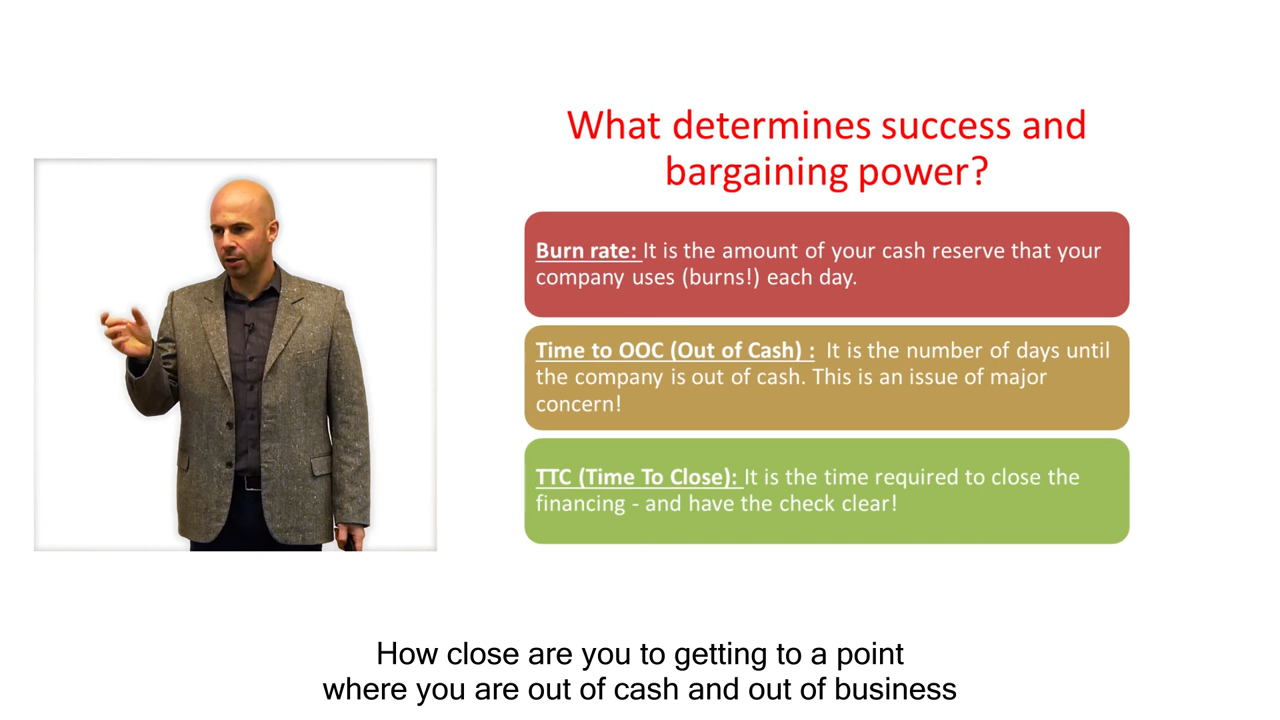 What determines success and
bargaining power?
Burn rate: It is the amount of your cash reserve that your
company uses (burns!) each day.
Time to OOC (Out of Cash) : It is the number of days until
the company is out of cash. This is an issue of major
concern!
TTC (Time To Close): It is the time required to close the
financing - and have the check clear!
How close are you to getting to a point
where you are out of cash and out of business